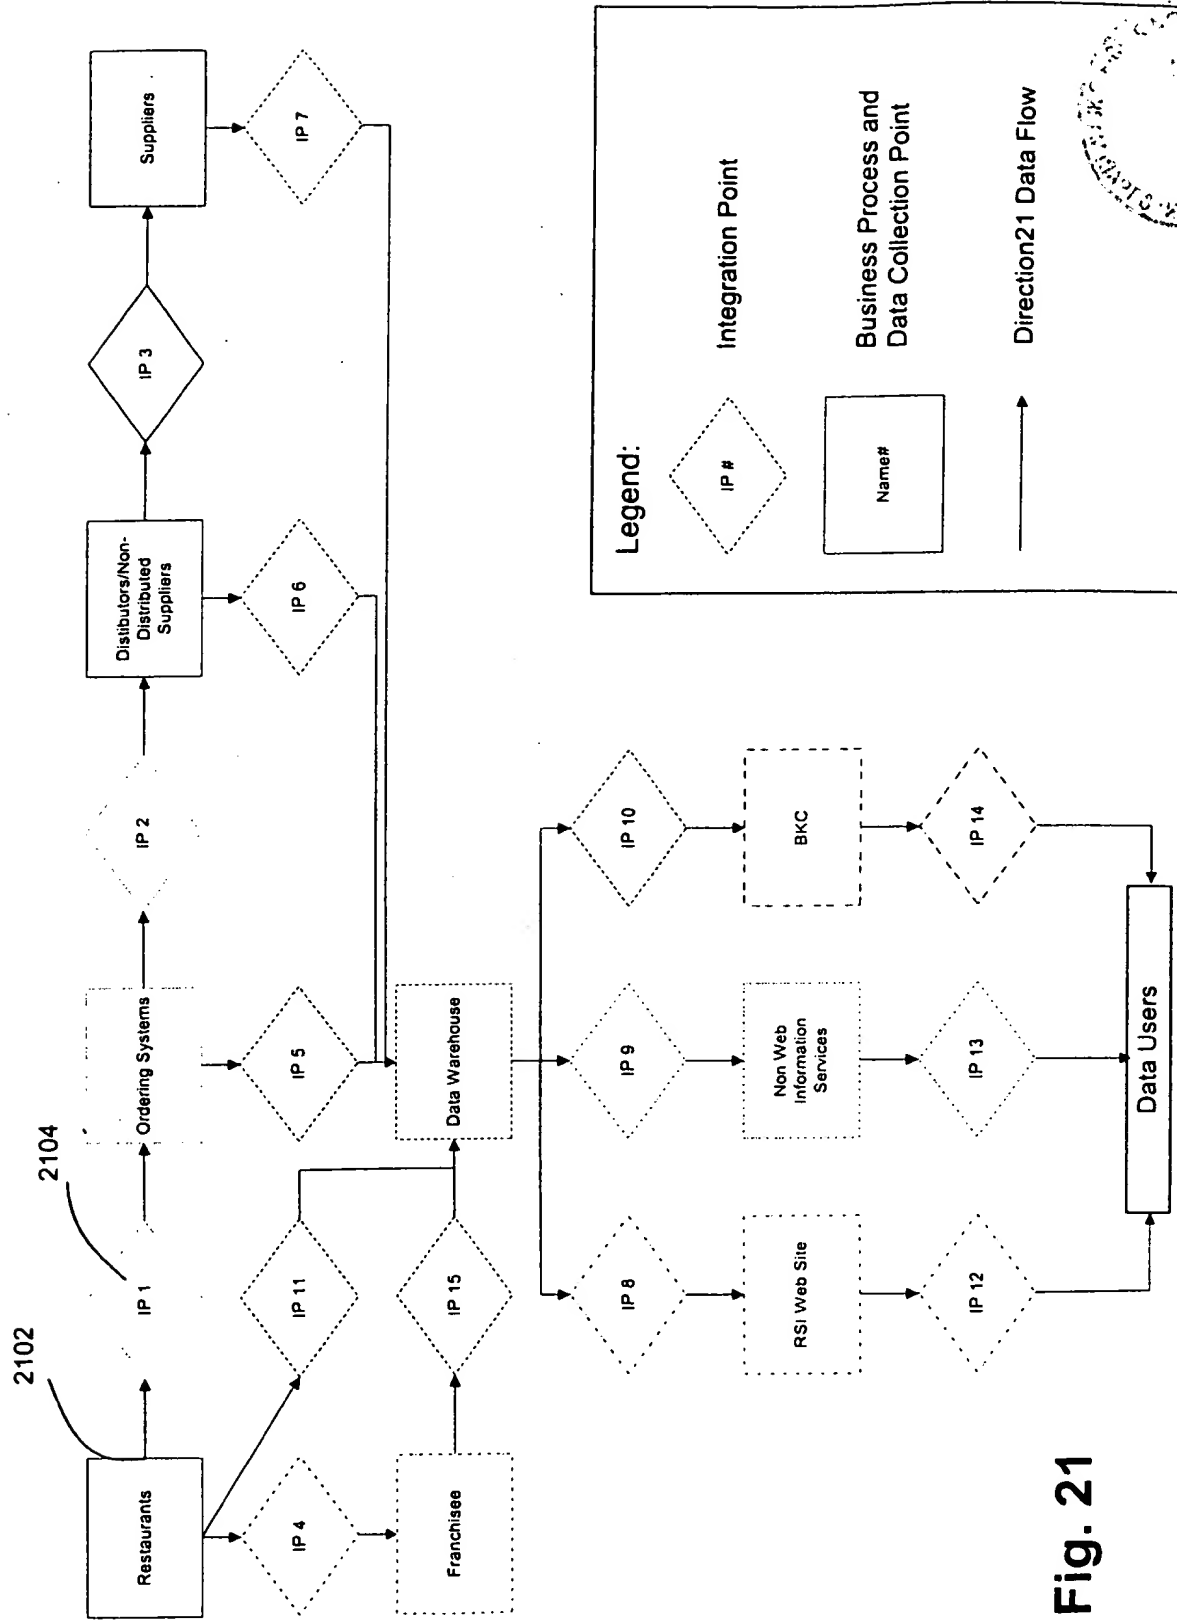 2102
2104
Restaurants
IP 1
Ordering Systems
IP 2
Distibutors/Non-
Distributed
Suppliers
IP 3
Suppliers
IP 4
IP 11
IP 5
IP 6
IP 7
Franchisee
IP 15
Data Warehouse
IP 8
IP 9
IP 10
RSI Web Site
Non Web
Information
Services
BKC
IP 12
IP 13
IP 14
Data Users
Legend:
IP #
Integration Point
Name#
Business Process and
Data Collection Point
Direction21 Data Flow
Fig. 21